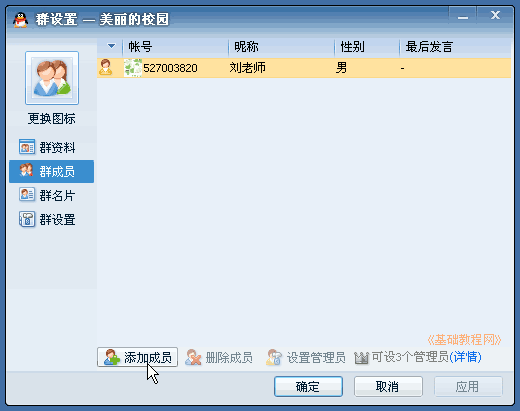 群设置 — 美丽的校园
帐号 昵称 性别 最后发言
527003820 刘老师 男 -
更换图标
群资料
群成员
群名片
群设置
《基础教程网》
添加成员 删除成员 设置管理员 可设3个管理员(详情)
确定 取消 应用